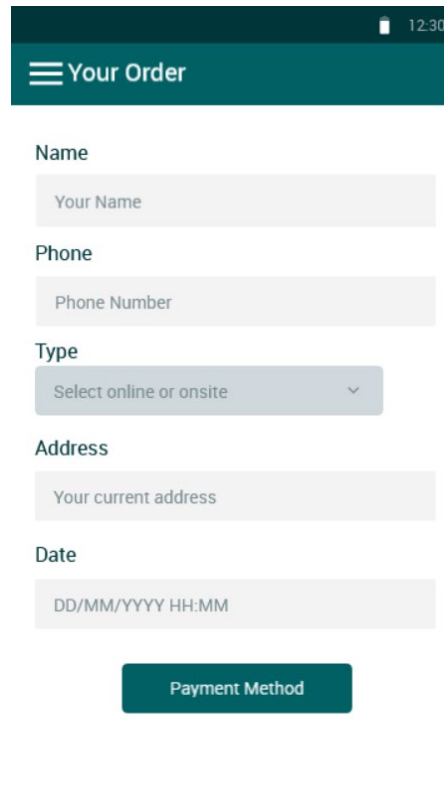 12:30
Your Order
Name
Your Name
Phone
Phone Number
Type
Select online or onsite
Address
Your current address
Date
DD/MM/YYYY HH:MM
Payment Method